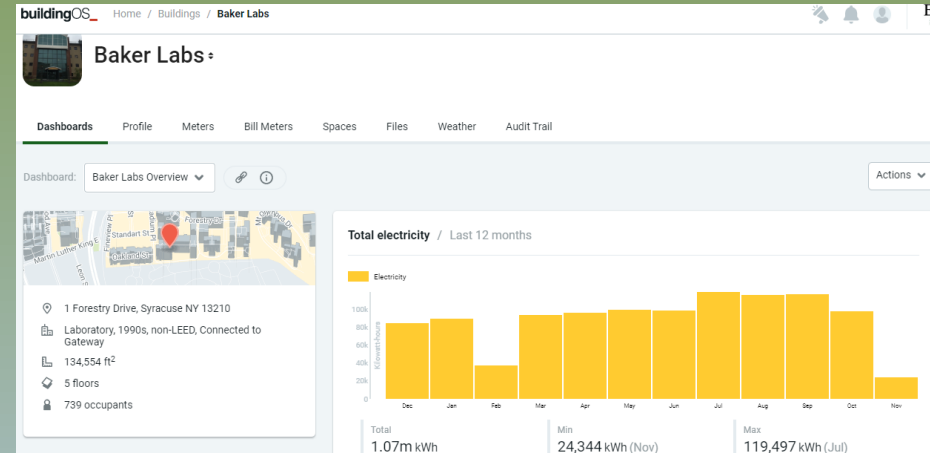 buildingOS_ Home / Buildings / Baker Labs
Baker Labs
Dashboards Profile Meters Bill Meters Spaces Files Weather Audit Trail
Dashboard: Baker Labs Overview Actions
Standart St
Forestry Dr
Oakland St
Martin Luther King E
Leon S
1 Forestry Drive, Syracuse NY 13210
Laboratory, 1990s, non-LEED, Connected to
Gateway
134,554 ft2
5 floors
739 occupants
Total electricity / Last 12 months
Electricity
Kilowatt-hours
100k
80k
60k
40k
20k
0
Dec Jan Feb Mar Apr May Jun Jul Aug Sep Oct Nov
Total Min Max
1.07m kWh 24,344 kWh (Nov) 119,497 kWh (Jul)